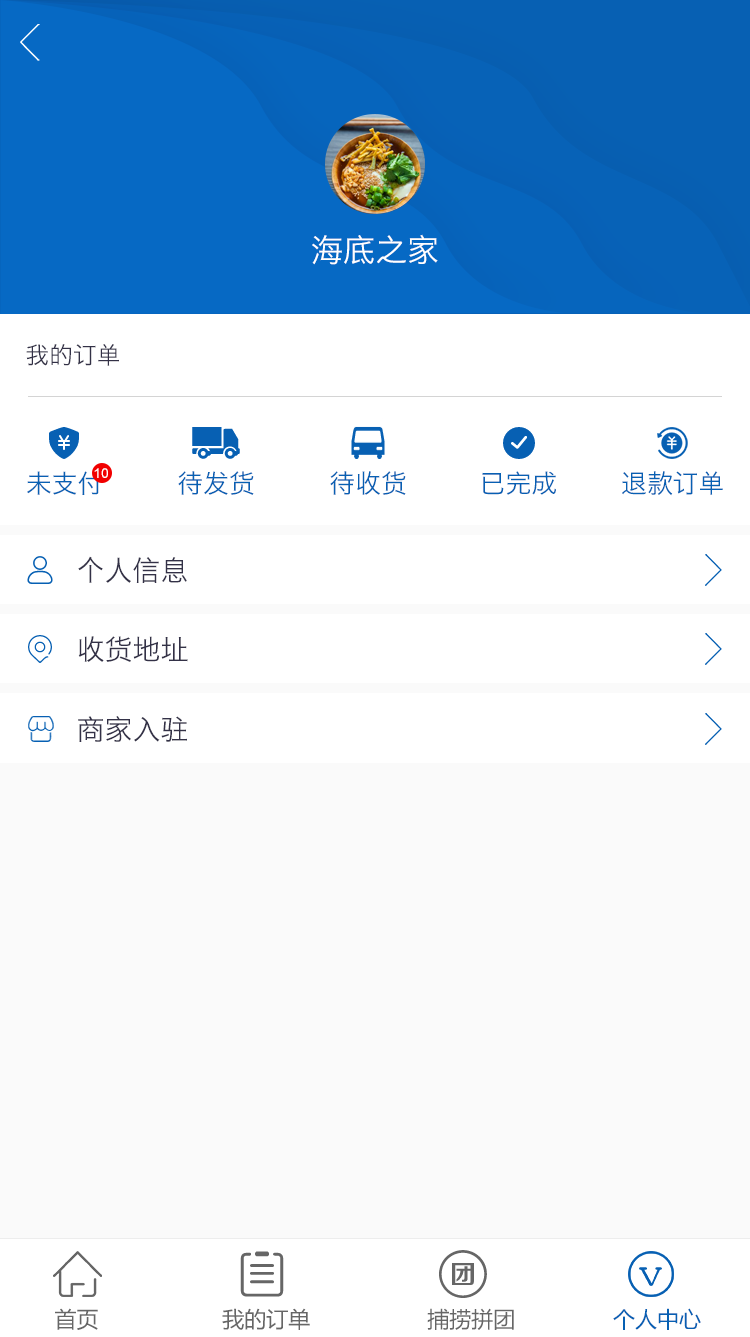 海底之家
我的订单
未支付 10 待发货 待收货 已完成 退款订单
个人信息
收货地址
商家入驻
团 V
首页 我的订单 捕捞拼团 个人中心